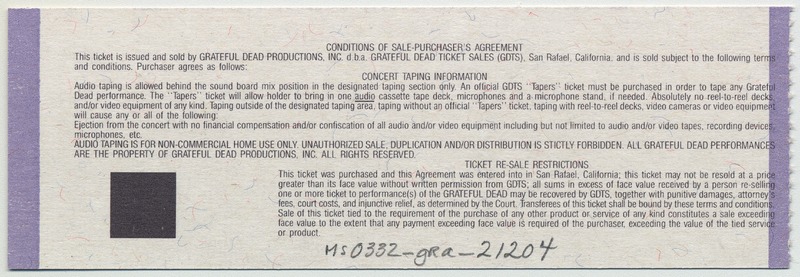 CONDITIONS OF SALE-PURCHASER'S AGREEMENT
This ticket is issued and sold by GRATEFUL DEAD PRODUCTIONS, INC. d.b.a. GRATEFUL DEAD TICKET SALES (GDTS), San Rafael, California, and is sold subject to the following terms
and conditions. Purchaser agrees as follows:
CONCERT TAPING INFORMATION
Audio taping is allowed behind the sound board mix position in the designated taping section only. An official GDTS "Tapers" ticket must be purchased in order to tape any Grateful
Dead performance. The "Tapers" ticket will allow holder to bring in one audio cassette tape deck, microphones and a microphone stand, if needed. Absolutely no reel-to-reel decks
and/or video equipment of any kind. Taping outside of the designated taping area, taping without an official "Tapers" ticket, taping with reel-to-reel decks, video cameras or video equipment
will cause any or all of the following:
Ejection from the concert with no financial compensation and/or confiscation of all audio and/or video equipment including but not limited to audio and/or video tapes, recording devices,
microphones, etc.
AUDIO TAPING IS FOR NON-COMMERCIAL HOME USE ONLY. UNAUTHORIZED SALE, DUPLICATION AND/OR DISTRIBUTION IS STICTLY FORBIDDEN. ALL GRATEFUL DEAD PERFORMANCES
ARE THE PROPERTY OF GRATEFUL DEAD PRODUCTIONS, INC. ALL RIGHTS RESERVED.
TICKET RE-SALE RESTRICTIONS
This ticket was purchased and this Agreement was entered into in San Rafael, California; this ticket may not be resold at a price
greater than its face value without written permission from GDTS; all sums in excess of face value received by a person re-selling
one or more ticket to performance(s) of the GRATEFUL DEAD may be recovered by GDTS, together with punitive damages, attorney's
fees, court costs, and injunctive relief, as determined by the Court. Transferees of this ticket shall be bound by these terms and conditions.
Sale of this ticket tied to the requirement of the purchase of any other product or service of any kind constitutes a sale exceeding
face value to the extent that any payment exceeding face value is required of the purchaser, exceeding the value of the tied service
or product.
MS0332-gRa-21204